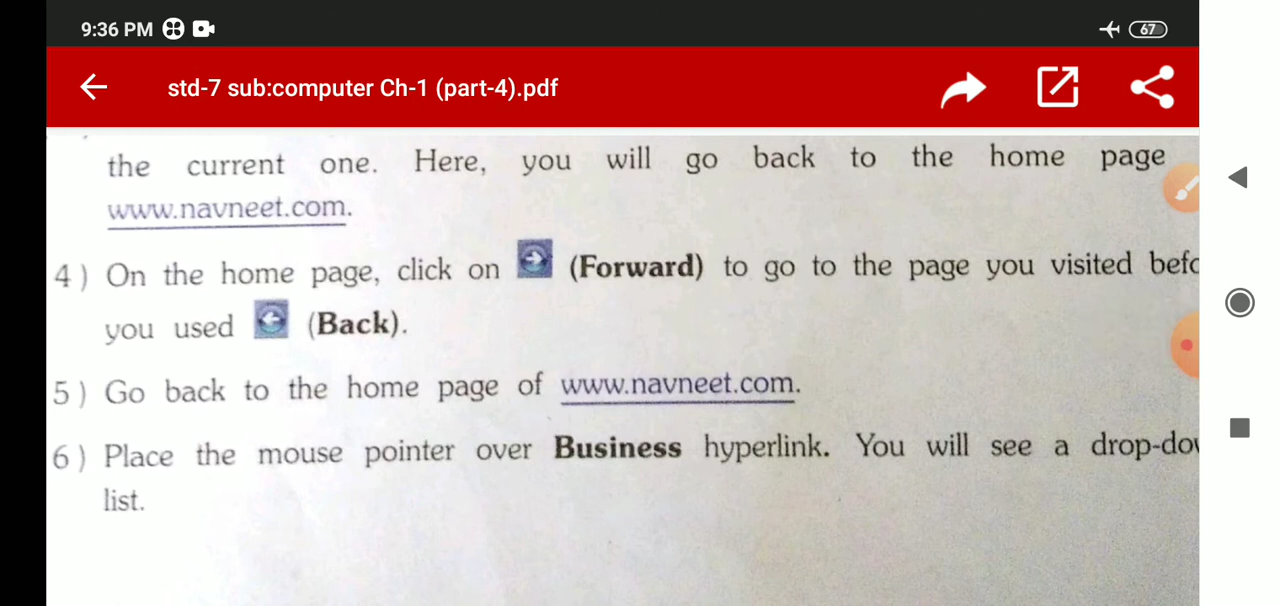 9:36 PM
67
std-7 sub:computer Ch-1 (part-4).pdf
the current one. Here, you will go back to the home page
www.navneet.com.
4) On the home page, click on (Forward) to go to the page you visited befo
you used (Back).
5) Go back to the home page of www.navneet.com.
6) Place the mouse pointer over Business hyperlink. You will see a drop-dow
list.